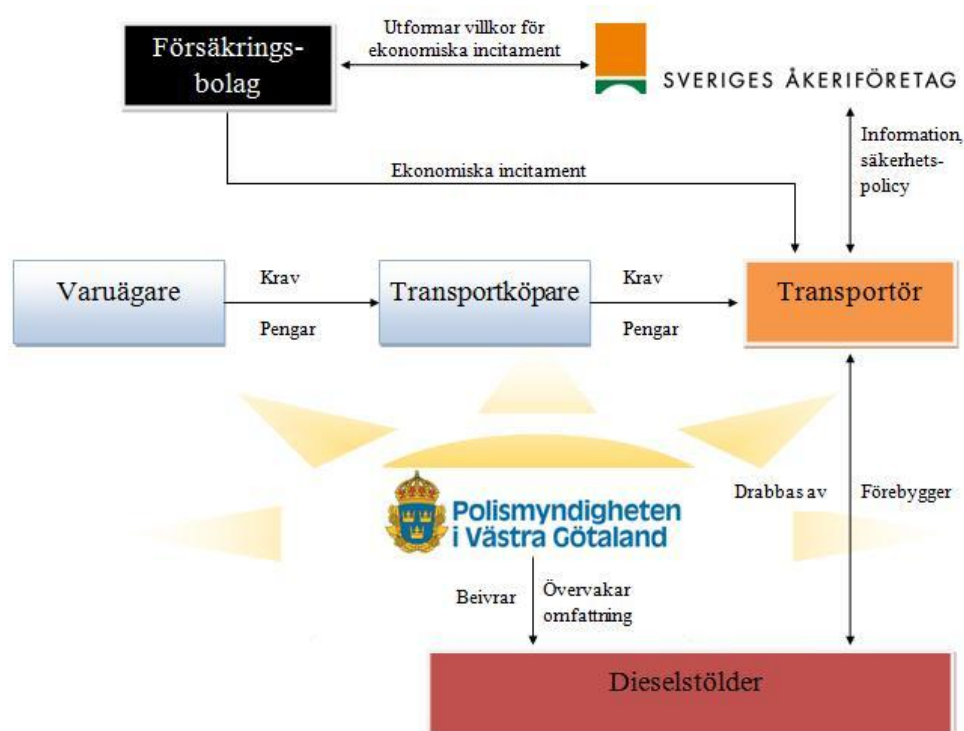 Försäkrings-
bolag
Utformar villkor för
ekonomiska incitament
SVERIGES ÅKERIFÖRETAG
Information,
säkerhets-
policy
Ekonomiska incitament
Varuägare
Krav
Pengar
Transportköpare
Krav
Pengar
Transportör
Polismyndigheten
i Västra Götaland
Drabbas av
Förebygger
Beivrar
Övervakar
omfattning
Dieselstölder